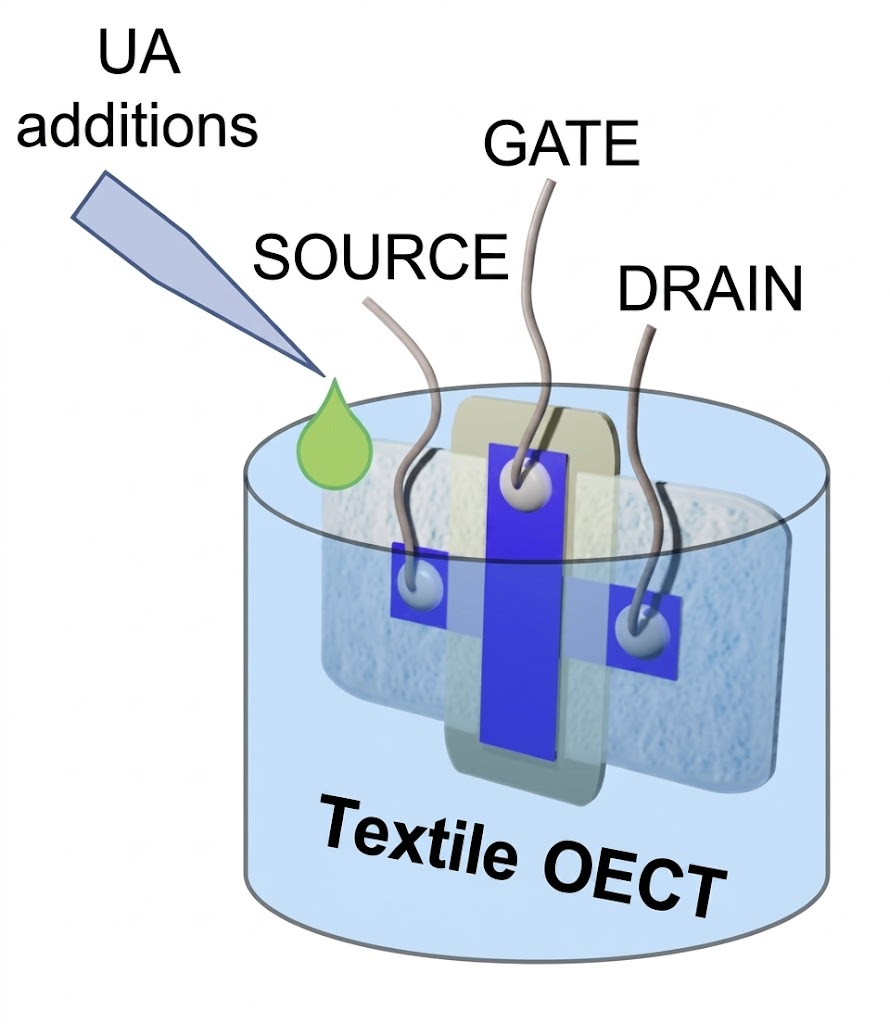 UA
additions
GATE
SOURCE
DRAIN
Textile OECT